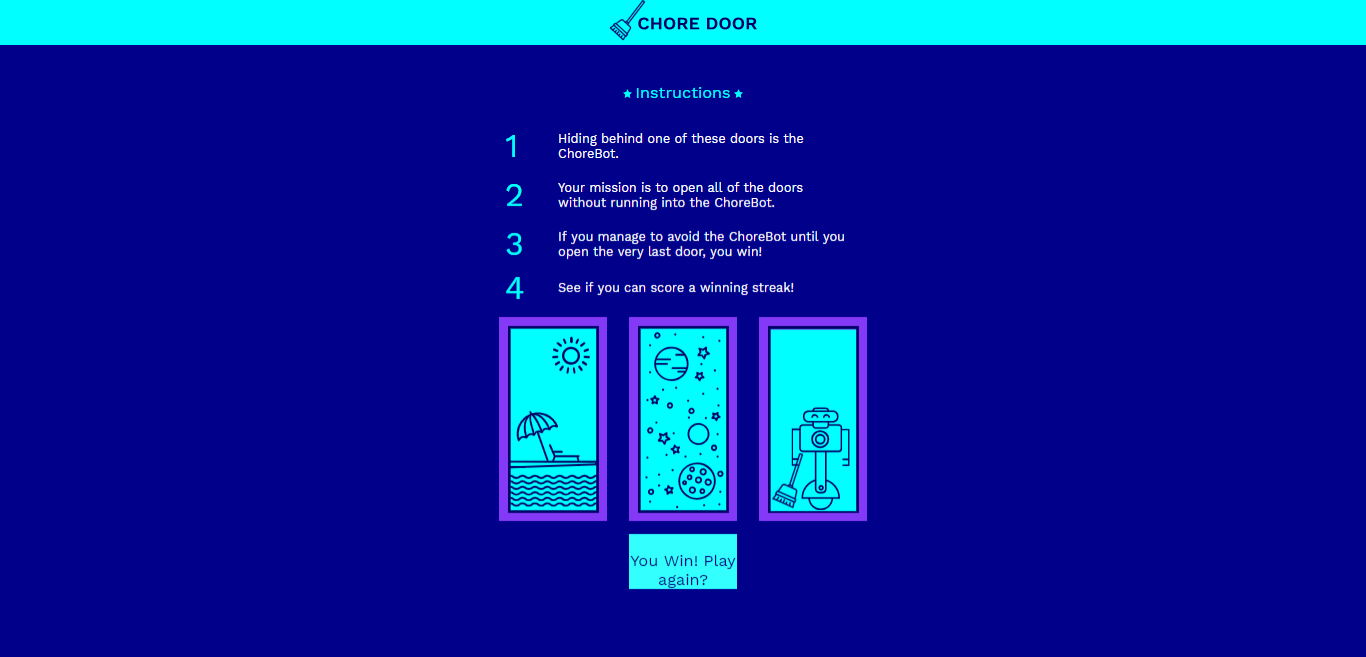 CHORE DOOR
Instructions
1
Hiding behind one of these doors is the
ChoreBot.
2
Your mission is to open all of the doors
without running into the ChoreBot.
3
If you manage to avoid the ChoreBot until you
open the very last door, you win!
4
See if you can score a winning streak!
You Win! Play
again?